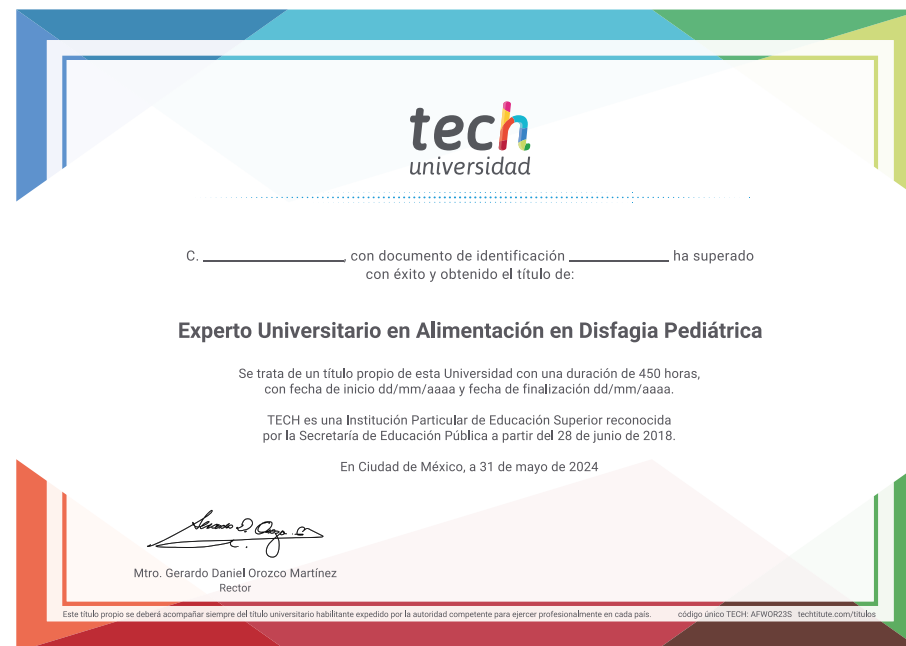 tech
universidad
C. ____________, con documento de identificación ____________ ha superado
con éxito y obtenido el título de:
Experto Universitario en Alimentación en Disfagia Pediátrica
Se trata de un título propio de esta Universidad con una duración de 450 horas,
con fecha de inicio dd/mm/aaaa y fecha de finalización dd/mm/aaaa.
TECH es una Institución Particular de Educación Superior reconocida
por la Secretaría de Educación Pública a partir del 28 de junio de 2018.
En Ciudad de México, a 31 de mayo de 2024
Mtro. Gerardo Daniel Orozco Martínez
Rector
Este título propio se deberá acompañar siempre del título universitario habilitante expedido por la autoridad competente para ejercer profesionalmente en cada país. código único TECH: AFWOR23S techtitute.com/titulos